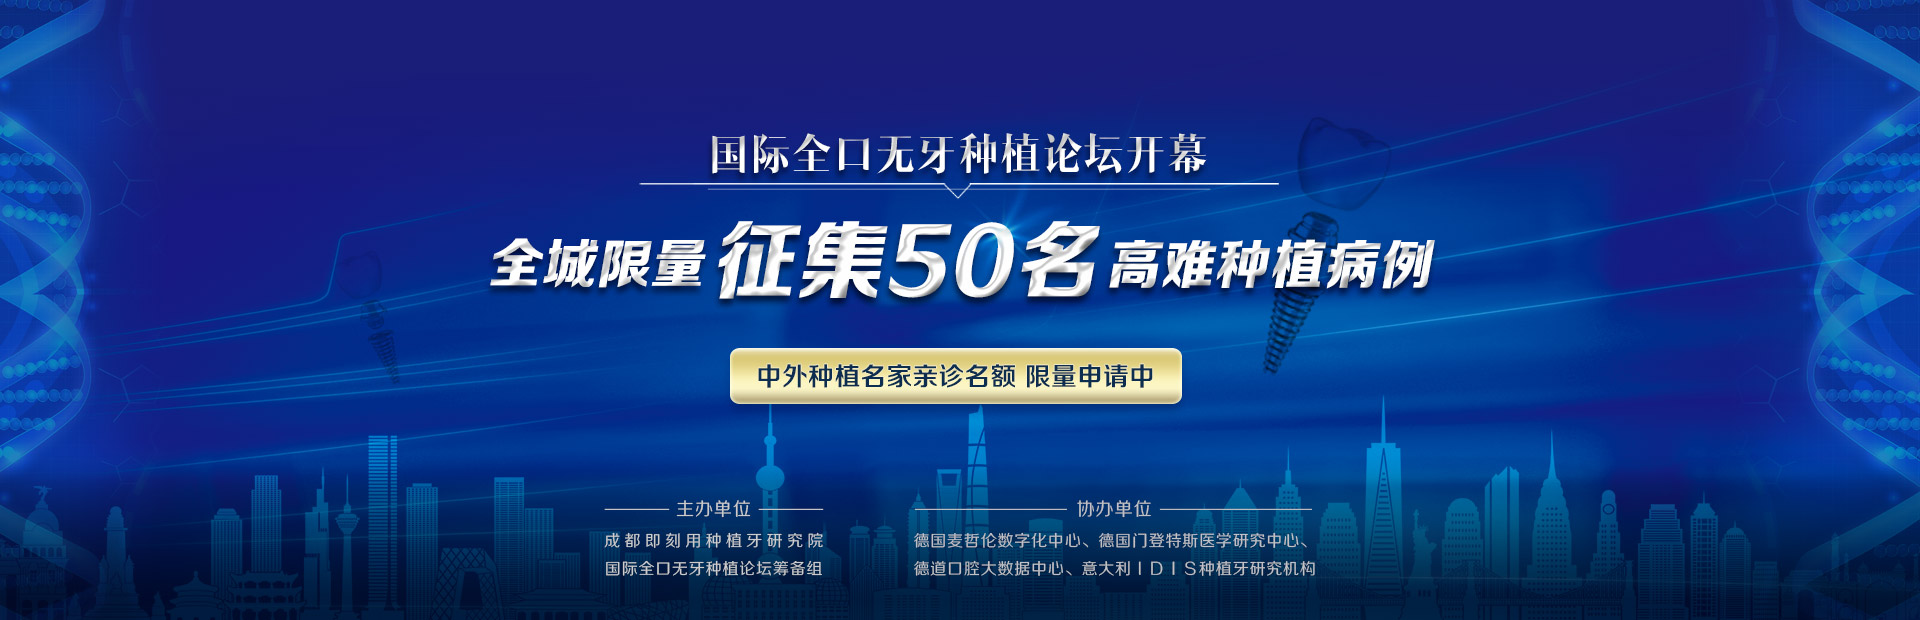 国际全口无牙种植论坛开幕
全城限量征集50名高难种植病例
中外种植名家亲诊名额 限量申请中
主办单位
成都即刻用种植牙研究院
国际全口无牙种植论坛筹备组
协办单位
德国麦哲伦数字化中心、德国门登特斯医学研究中心、
德道口腔大数据中心、意大利IDIS种植牙研究机构